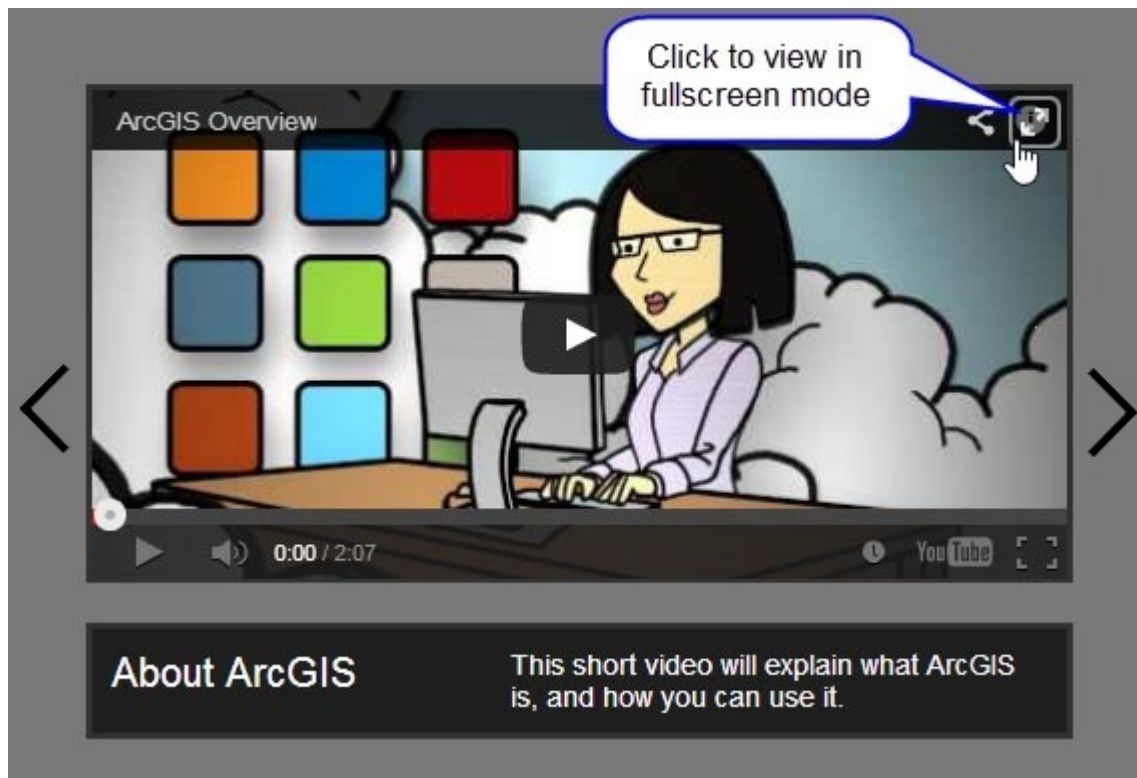 Click to view in
fullscreen mode
ArcGIS Overview
0:00 / 2:07
YouTube
About ArcGIS
This short video will explain what ArcGIS
is, and how you can use it.